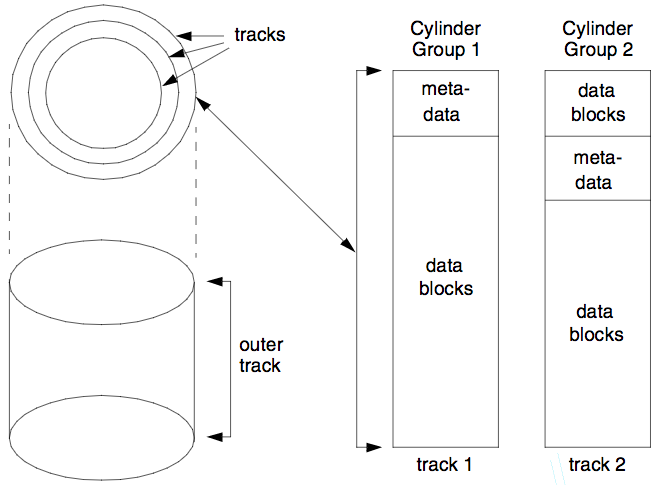 tracks
outer
track
Cylinder
Group 1
meta-
data
data
blocks
track 1
Cylinder
Group 2
data
blocks
meta-
data
data
blocks
track 2